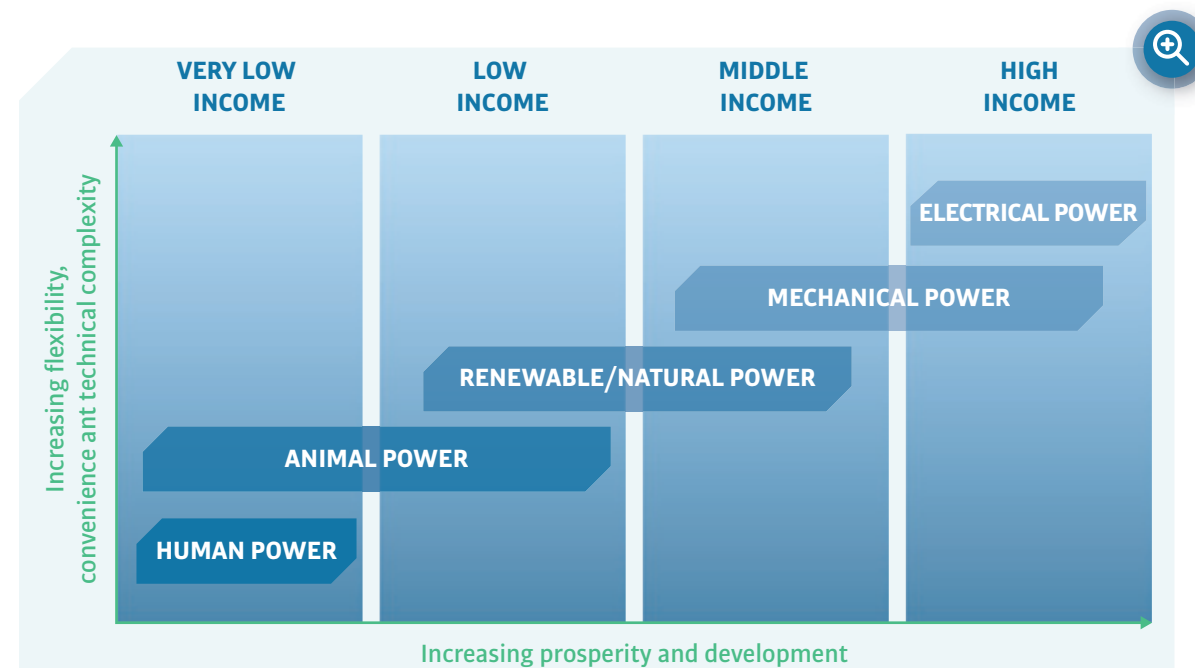 VERY LOW
INCOME
LOW
INCOME
MIDDLE
INCOME
HIGH
INCOME
Increasing flexibility,
convenience ant technical complexity
ELECTRICAL POWER
MECHANICAL POWER
RENEWABLE/NATURAL POWER
ANIMAL POWER
HUMAN POWER
Increasing prosperity and development